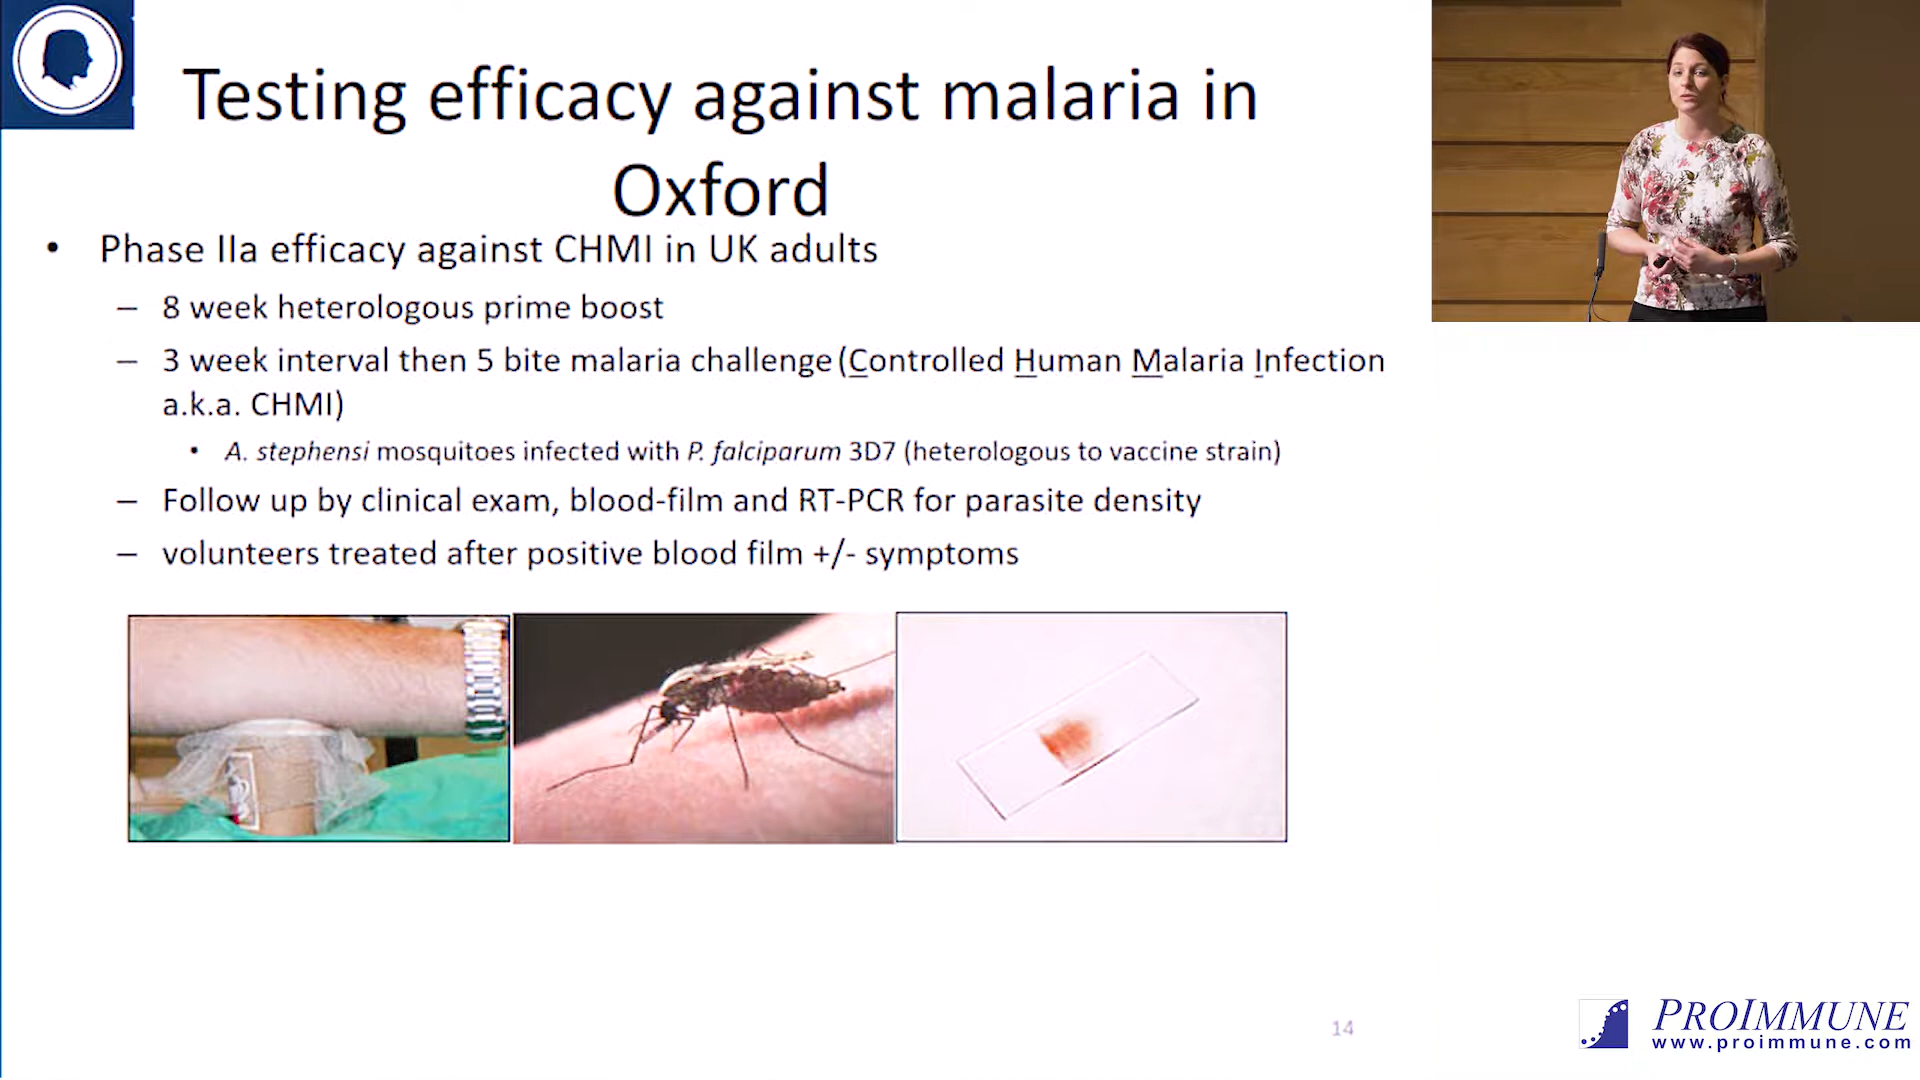 Testing efficacy against malaria in
Oxford
• Phase IIa efficacy against CHMI in UK adults
– 8 week heterologous prime boost
– 3 week interval then 5 bite malaria challenge (Controlled Human Malaria Infection
a.k.a. CHMI)
• A. stephensi mosquitoes infected with P. falciparum 3D7 (heterologous to vaccine strain)
– Follow up by clinical exam, blood-film and RT-PCR for parasite density
– volunteers treated after positive blood film +/- symptoms
14
PROIMMUNE
www.proimmune.com